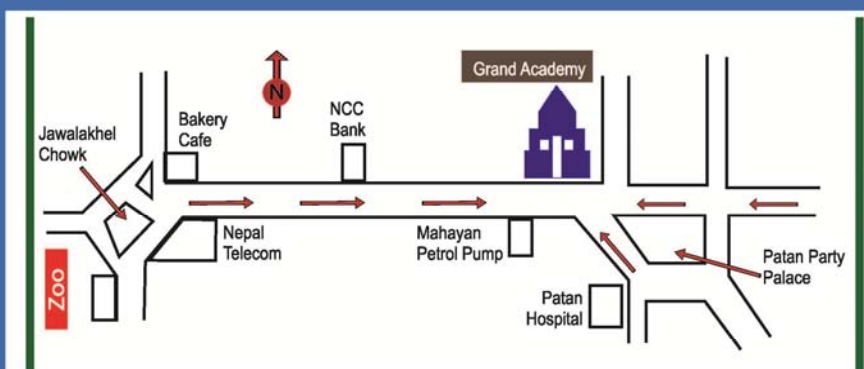 Grand Academy
N
NCC
Bank
Bakery
Cafe
Jawalakhel
Chowk
Nepal
Telecom
Mahayan
Petrol Pump
Patan Party
Palace
Zoo
Patan
Hospital